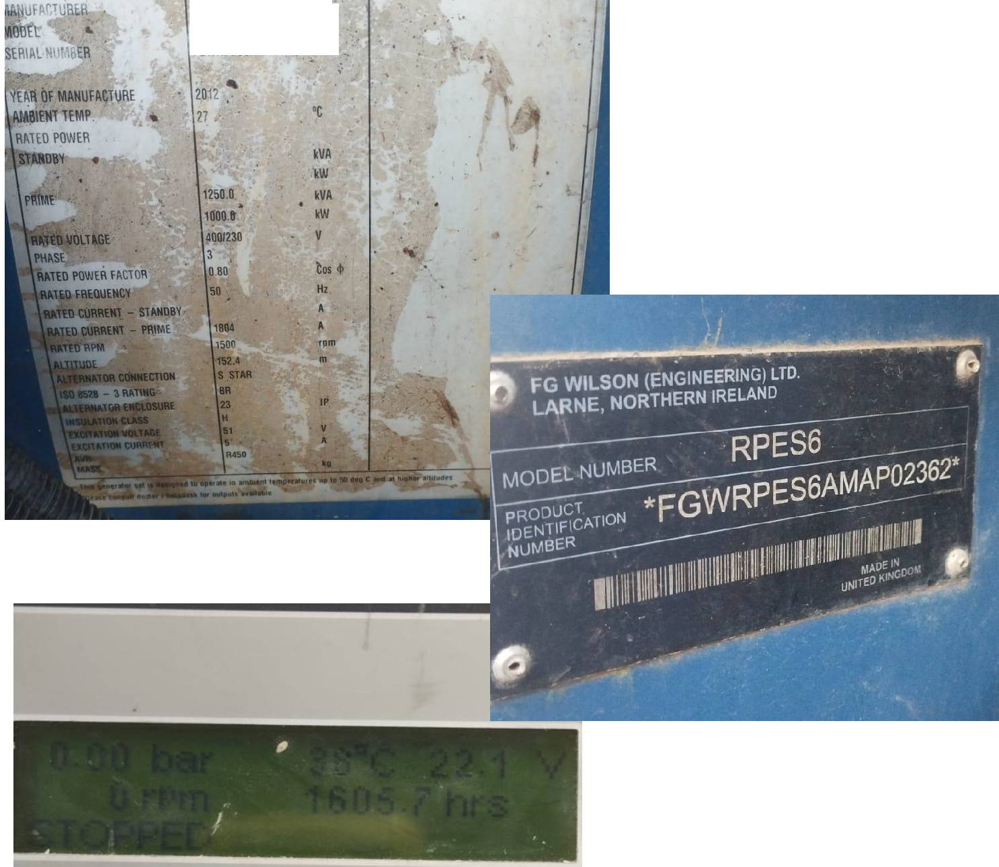 MANUFACTURER
MODEL
SERIAL NUMBER
YEAR OF MANUFACTURE 2012
AMBIENT TEMP. 27 °C
RATED POWER
STANDBY kVA
kW
PRIME 1250.0 kVA
1000.0 kW
RATED VOLTAGE 400/230 V
PHASE 3
RATED POWER FACTOR 0.80 Cos ϕ
RATED FREQUENCY 50 Hz
RATED CURRENT – STANDBY A
RATED CURRENT – PRIME 1804 A
RATED RPM 1500 rpm
ALTITUDE 152.4 m
ALTERNATOR CONNECTION S STAR
ISO 8528 – 3 RATING BR
ALTERNATOR ENCLOSURE 23 IP
INSULATION CLASS H
EXCITATION VOLTAGE 51 V
EXCITATION CURRENT 5 A
AVR R450
MASS kg
This generator set is designed to operate in ambient temperatures up to 50 deg C and at higher altitudes
please consult dealer / helpdesk for outputs available
FG WILSON (ENGINEERING) LTD.
LARNE, NORTHERN IRELAND
MODEL NUMBER RPES6
PRODUCT
IDENTIFICATION
NUMBER
*FGWRPES6AMAP02362*
MADE IN
UNITED KINGDOM
0.00 bar 38°C 22.1 V
0 rpm 1605.7 hrs
STOPPED